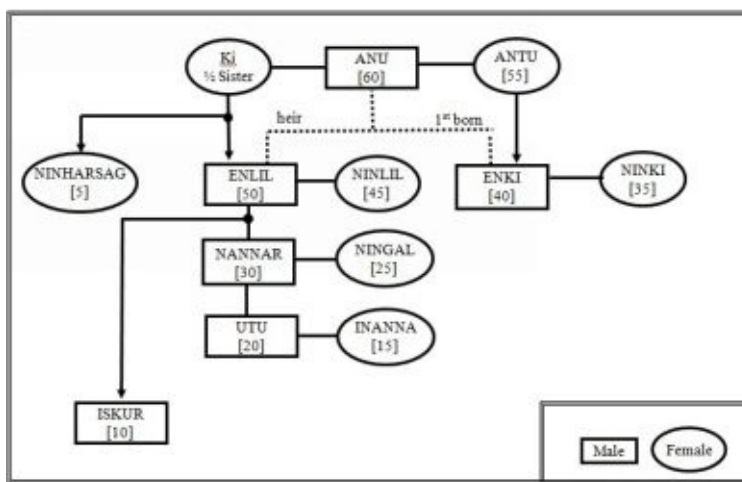 Ki
½ Sister
ANU
[60]
ANTU
[55]
heir
1st born
NINHARSAG
[5]
ENLIL
[50]
NINLIL
[45]
ENKI
[40]
NINKI
[35]
NANNAR
[30]
NINGAL
[25]
UTU
[20]
INANNA
[15]
ISKUR
[10]
Male
Female